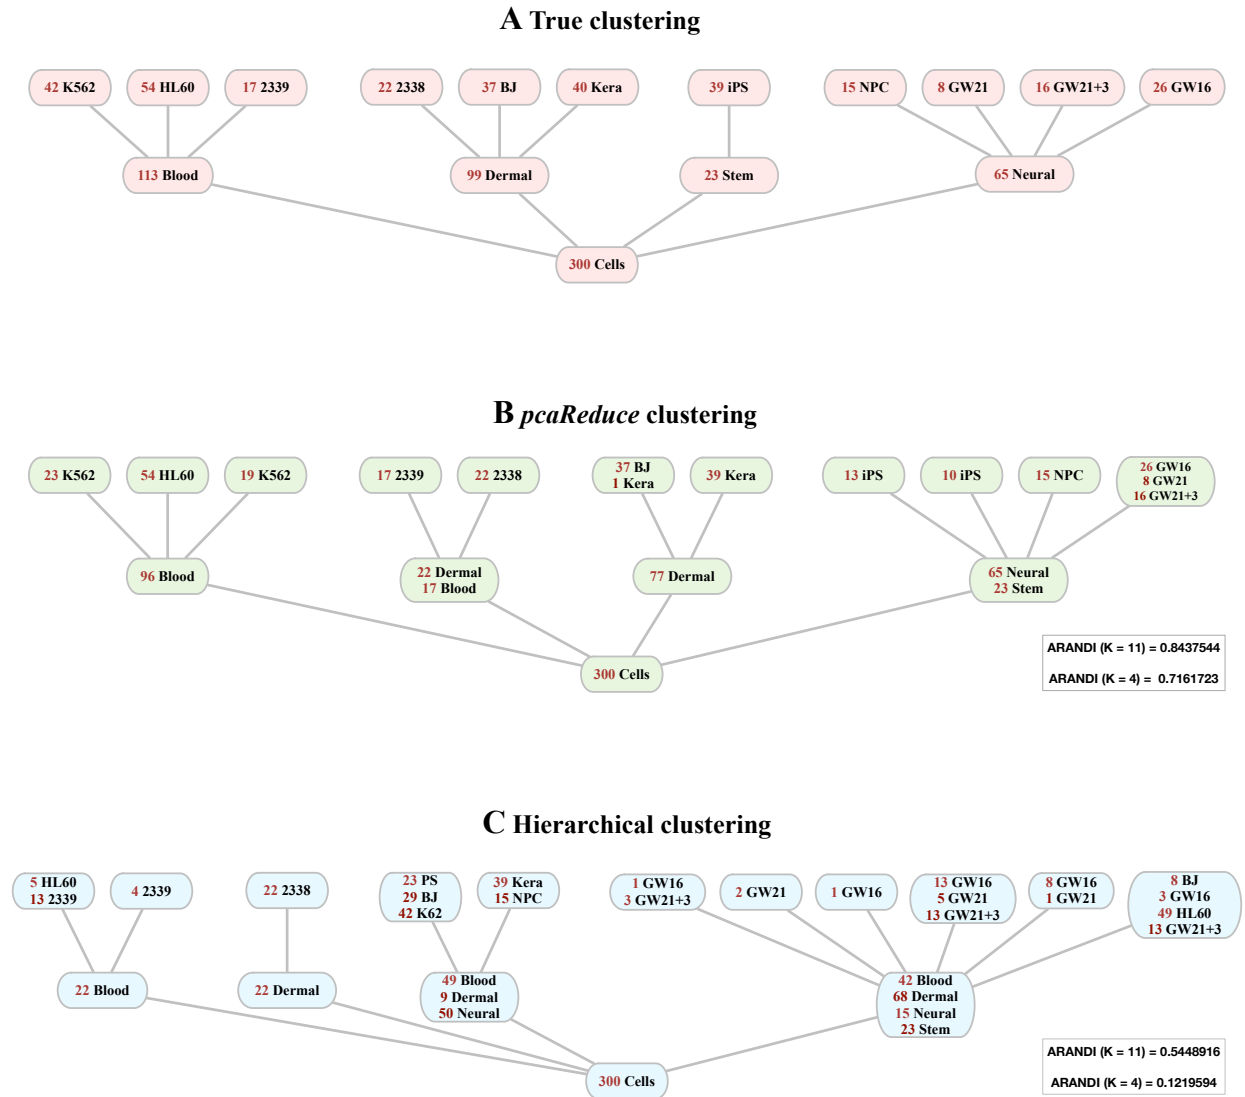 A True clustering
42 K562
54 HL60
17 2339
22 2338
37 BJ
40 Kera
39 iPS
15 NPC
8 GW21
16 GW21+3
26 GW16
113 Blood
99 Dermal
23 Stem
65 Neural
300 Cells
B pcaReduce clustering
23 K562
54 HL60
19 K562
17 2339
22 2338
37 BJ
1 Kera
39 Kera
13 iPS
10 iPS
15 NPC
26 GW16
8 GW21
16 GW21+3
96 Blood
22 Dermal
17 Blood
77 Dermal
65 Neural
23 Stem
300 Cells
ARANDI (K = 11) = 0.8437544
ARANDI (K = 4) = 0.7161723
C Hierarchical clustering
5 HL60
13 2339
4 2339
22 2338
23 PS
29 BJ
42 K62
39 Kera
15 NPC
1 GW16
3 GW21+3
2 GW21
1 GW16
13 GW16
5 GW21
13 GW21+3
8 GW16
1 GW21
8 BJ
3 GW16
49 HL60
13 GW21+3
22 Blood
22 Dermal
49 Blood
9 Dermal
50 Neural
42 Blood
68 Dermal
15 Neural
23 Stem
300 Cells
ARANDI (K = 11) = 0.5448916
ARANDI (K = 4) = 0.1219594